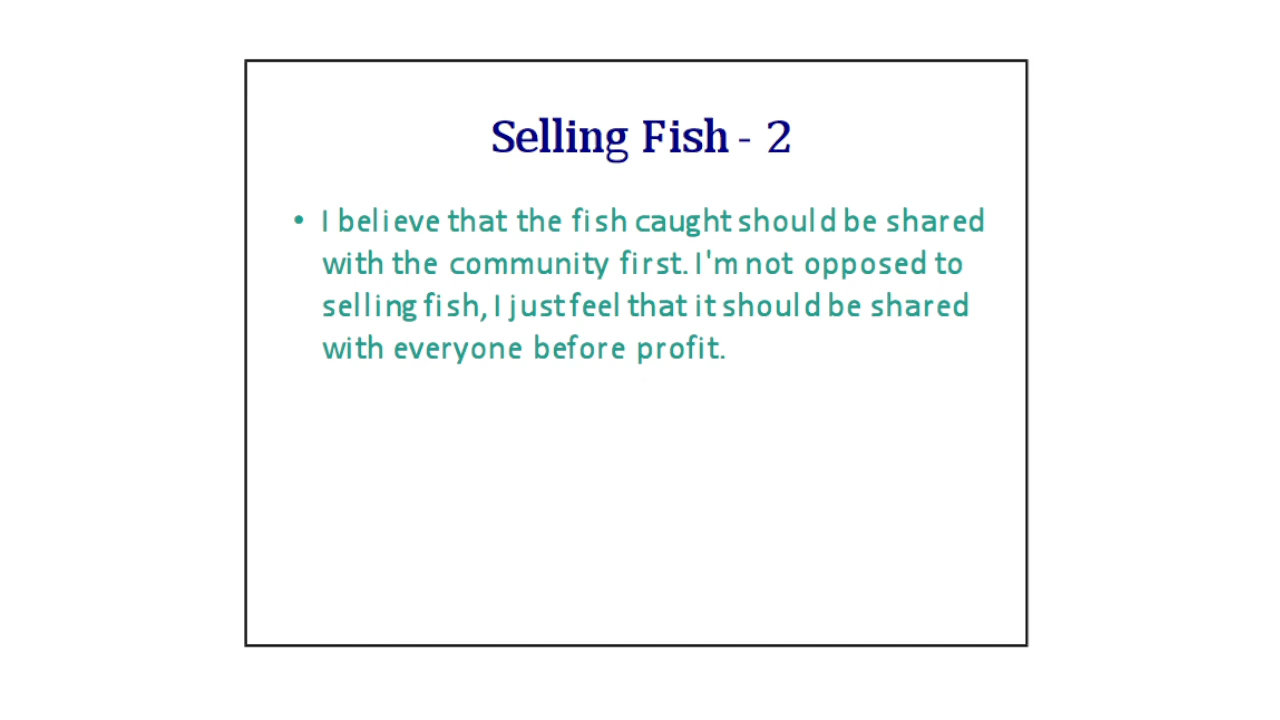 Selling Fish - 2
• I believe that the fish caught should be shared
with the community first. I'm not opposed to
selling fish, I just feel that it should be shared
with everyone before profit.